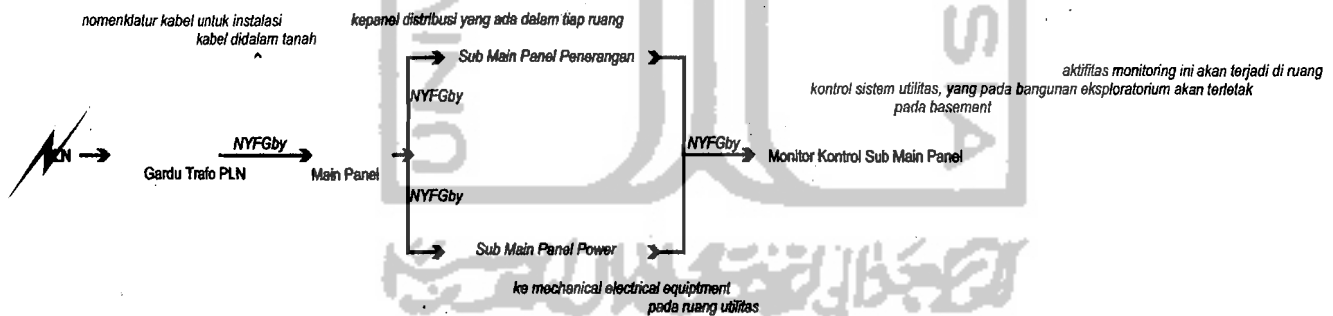 nomenklatur kabel untuk instalasi
kabel didalam tanah
kepanel distribusi yang ada dalam tiap ruang
Sub Main Panel Penerangan
aktifitas monitoring ini akan terjadi di ruang
kontrol sistem utilitas, yang pada bangunan eksploratorium akan terletak
pada basement
NYFGby
PLN
NYFGby
NYFGby
Gardu Trafo PLN
Main Panel
Monitor Kontrol Sub Main Panel
NYFGby
Sub Main Panel Power
ke mechanical electrical equiptment
pada ruang utilitas